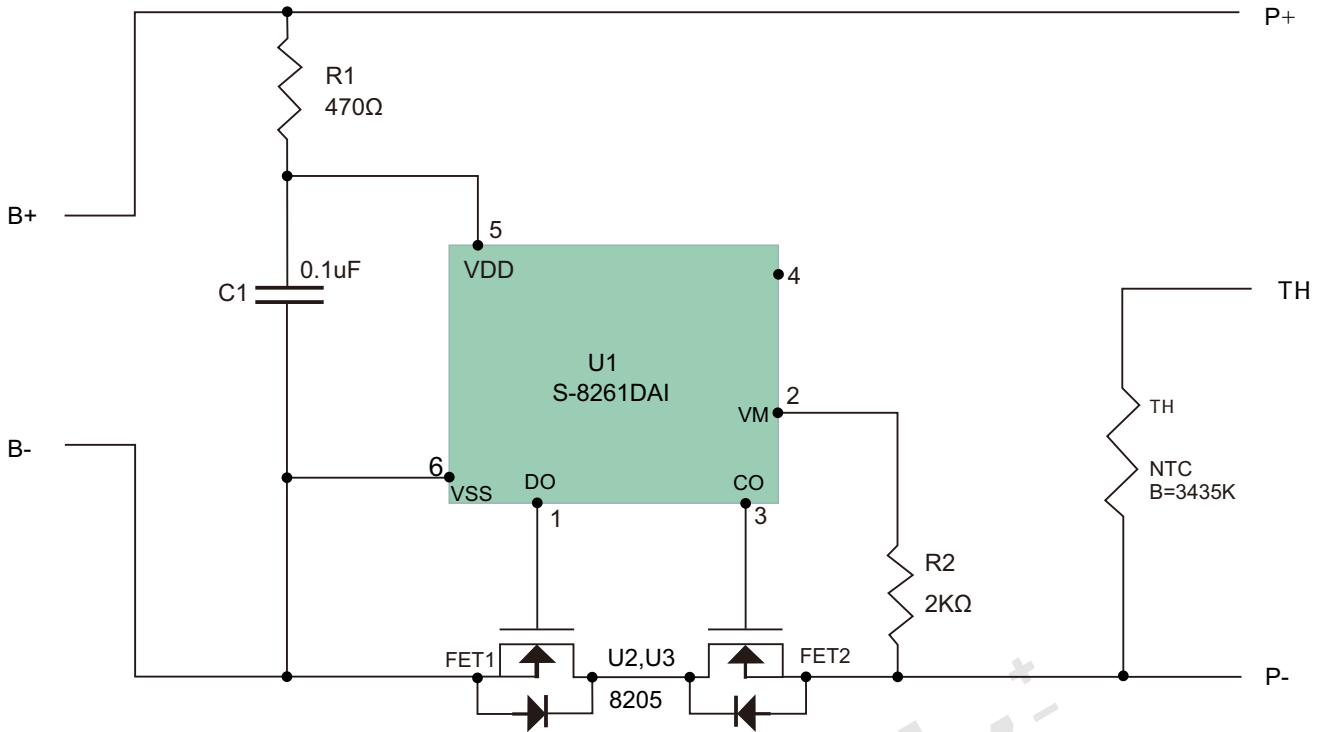 P+
R1
470Ω
B+
5
VDD
4
0.1uF
C1
TH
U1
S-8261DAI
2
VM
TH
B-
6
VSS
DO
CO
NTC
B=3435K
1
3
R2
2KΩ
FET1
U2,U3
FET2
8205
P-